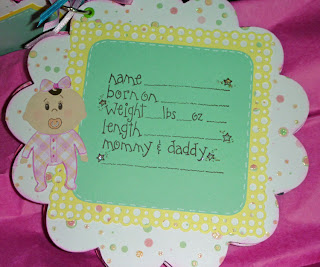 name
born on
weight lbs oz
length
mommy & daddy